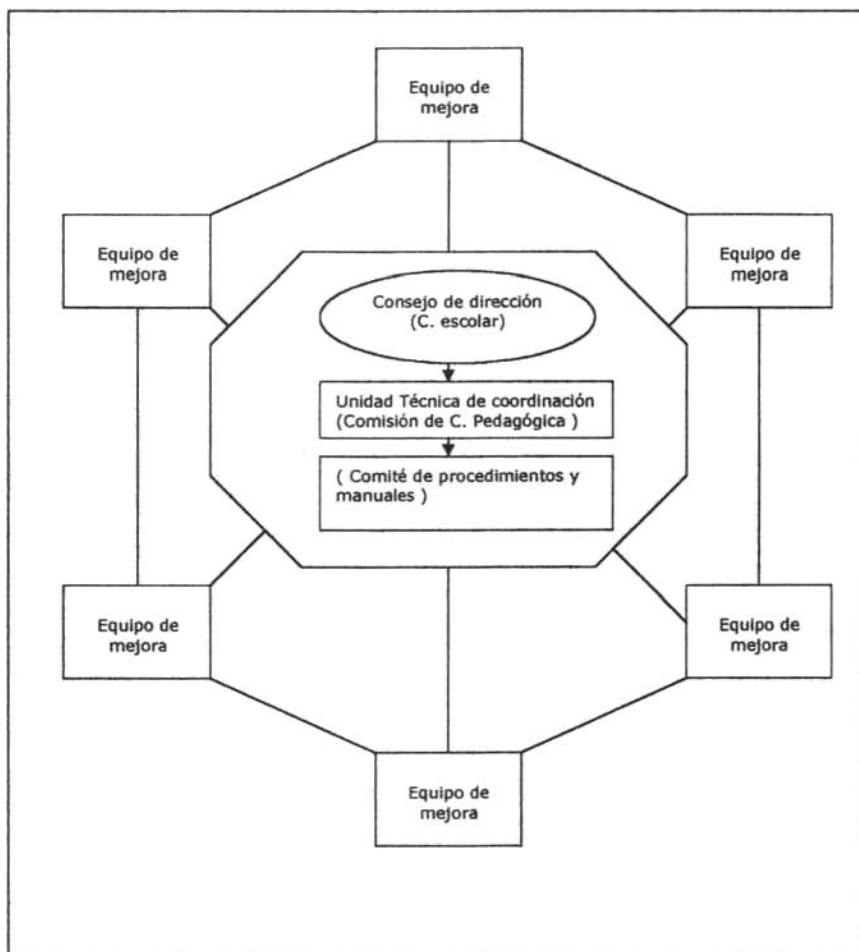 Equipo de
mejora
Equipo de
mejora
Equipo de
mejora
Consejo de dirección
(C. escolar)
Unidad Técnica de coordinación
(Comisión de C. Pedagógica )
( Comité de procedimientos y
manuales )
Equipo de
mejora
Equipo de
mejora
Equipo de
mejora